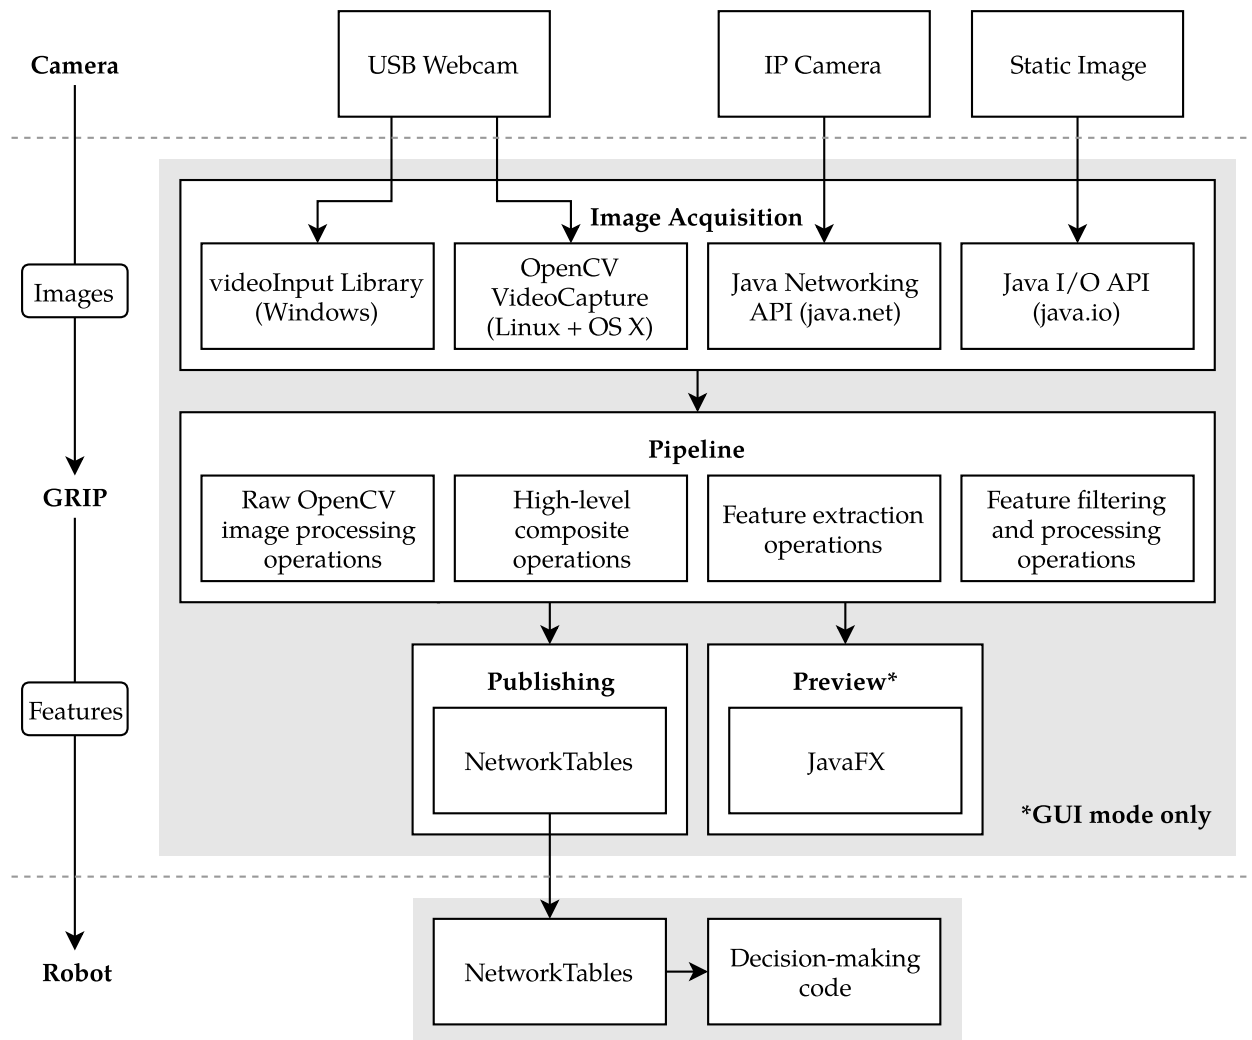 Camera
USB Webcam
IP Camera
Static Image
Image Acquisition
videoInput Library
(Windows)
OpenCV
VideoCapture
(Linux + OS X)
Java Networking
API (java.net)
Java I/O API
(java.io)
Images
Pipeline
GRIP
Raw OpenCV
image processing
operations
High-level
composite
operations
Feature extraction
operations
Feature filtering
and processing
operations
Features
Publishing
NetworkTables
Preview*
JavaFX
*GUI mode only
Robot
NetworkTables
Decision-making
code